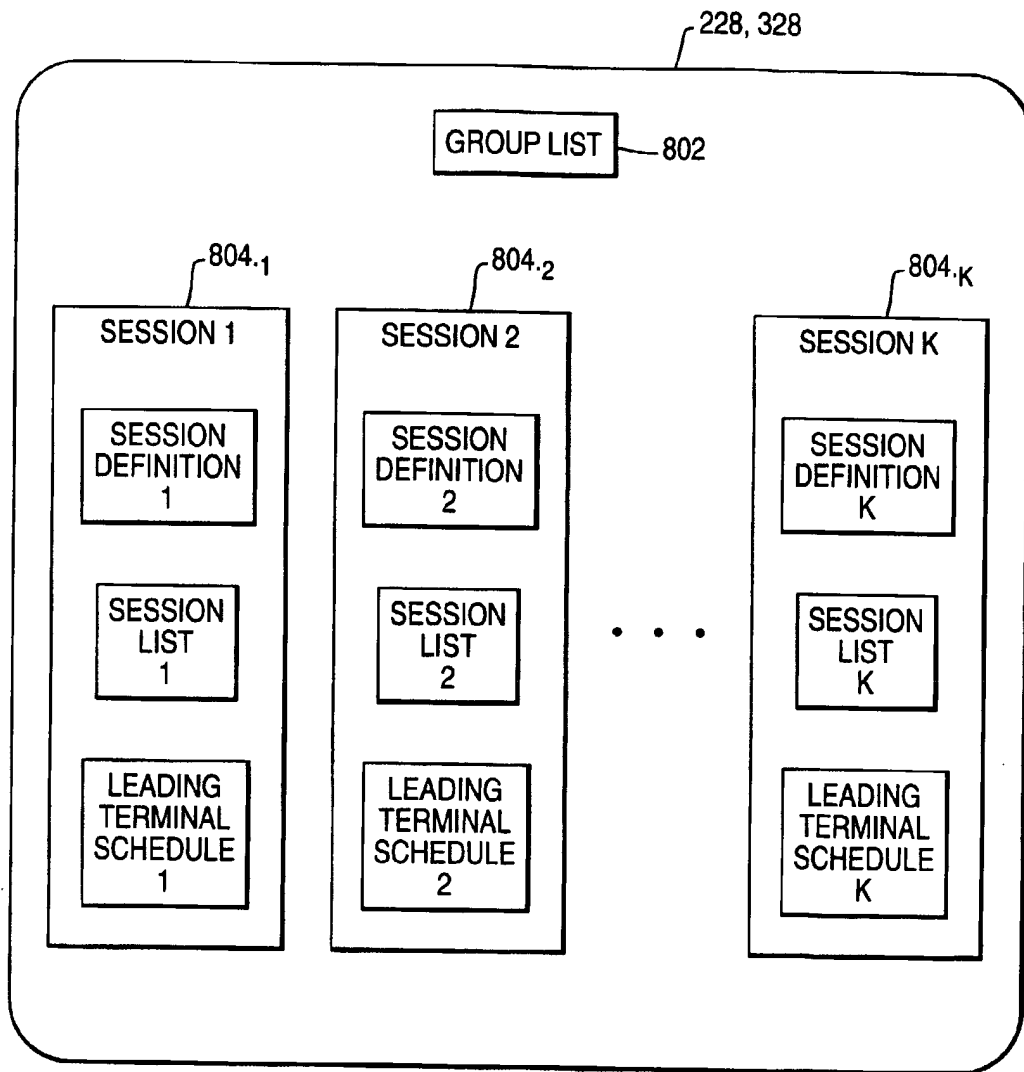 228, 328
GROUP LIST
802
804.1
804.2
804.K
SESSION 1
SESSION 2
SESSION K
SESSION
DEFINITION
1
SESSION
DEFINITION
2
SESSION
DEFINITION
K
SESSION
LIST
1
SESSION
LIST
2
SESSION
LIST
K
LEADING
TERMINAL
SCHEDULE
1
LEADING
TERMINAL
SCHEDULE
2
LEADING
TERMINAL
SCHEDULE
K